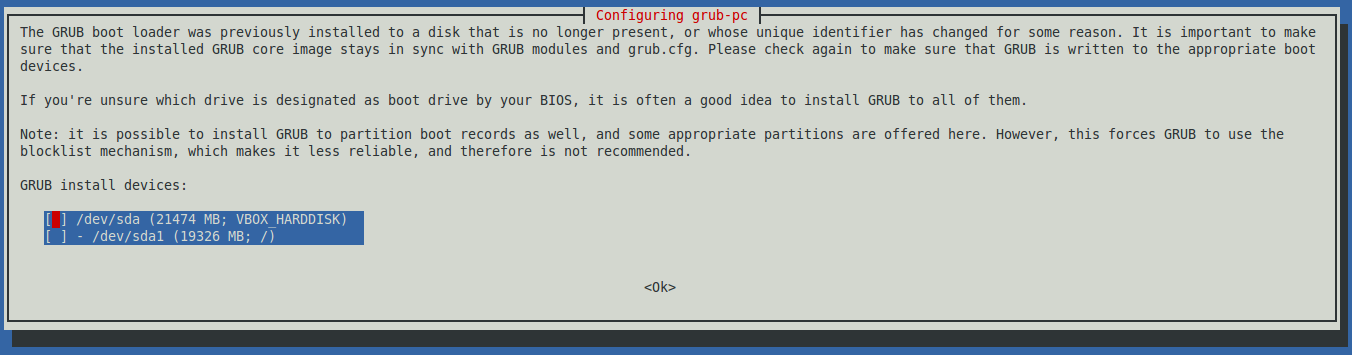 Configuring grub-pc
The GRUB boot loader was previously installed to a disk that is no longer present, or whose unique identifier has changed for some reason. It is important to make
sure that the installed GRUB core image stays in sync with GRUB modules and grub.cfg. Please check again to make sure that GRUB is written to the appropriate boot
devices.
If you're unsure which drive is designated as boot drive by your BIOS, it is often a good idea to install GRUB to all of them.
Note: it is possible to install GRUB to partition boot records as well, and some appropriate partitions are offered here. However, this forces GRUB to use the
blocklist mechanism, which makes it less reliable, and therefore is not recommended.
GRUB install devices:
[ ] /dev/sda (21474 MB; VBOX_HARDDISK)
[ ] - /dev/sda1 (19326 MB; /)
<Ok>